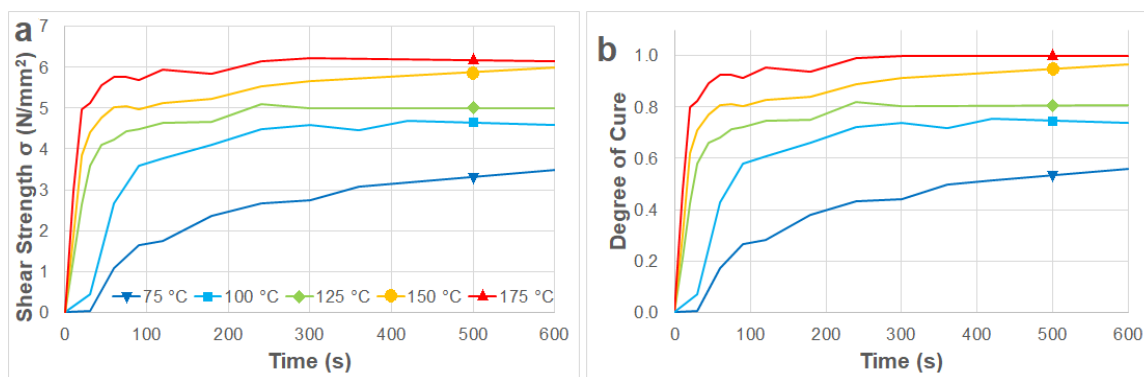 a
Shear Strength σ (N/mm²)
7
6
5
4
3
2
1
0
75 °C 100 °C 125 °C 150 °C 175 °C
0 100 200 300 400 500 600
Time (s)
b
Degree of Cure
1.0
0.8
0.6
0.4
0.2
0.0
0 100 200 300 400 500 600
Time (s)